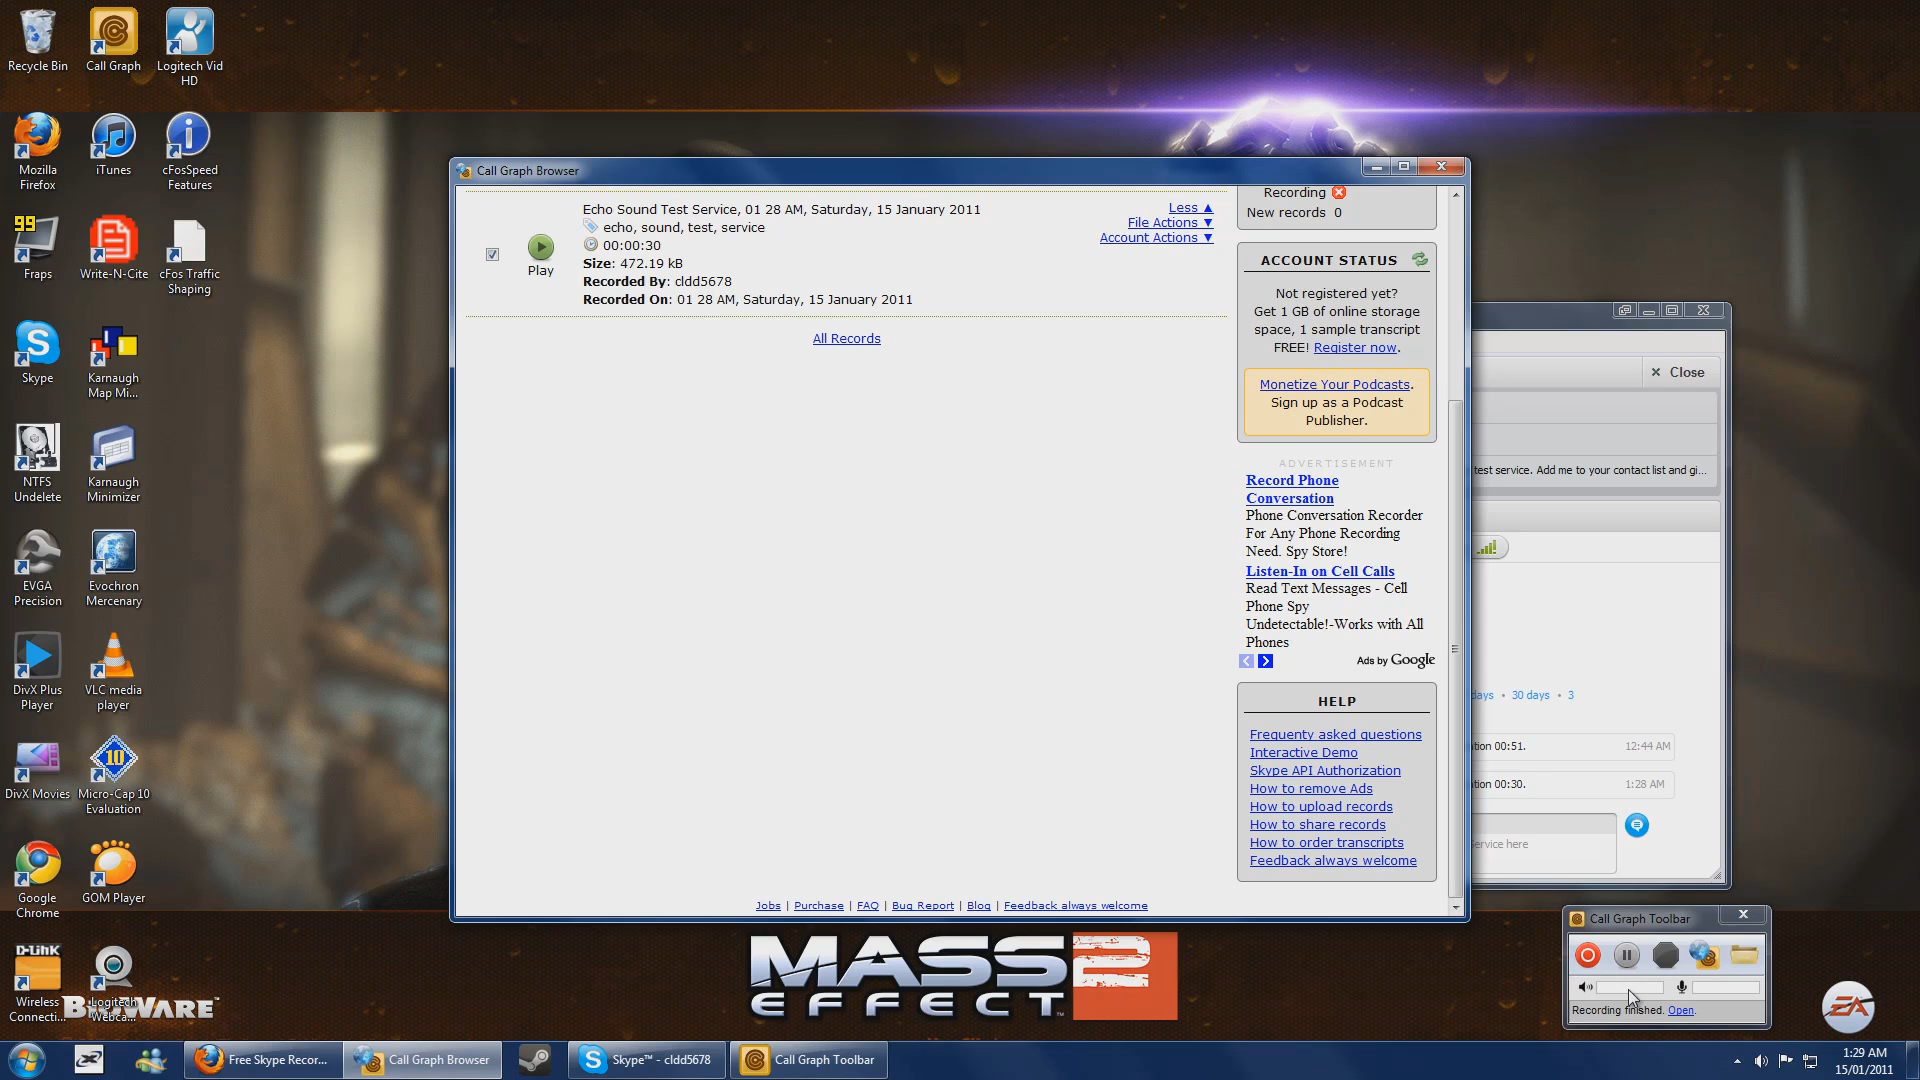 Recycle Bin
Call Graph
Logitech Vid
HD
Mozilla
Firefox
iTunes
cFosSpeed
Features
99
Fraps
Write-N-Cite
cFos Traffic
Shaping
Skype
Karnaugh
Map Mi...
NTFS
Undelete
Karnaugh
Minimizer
EVGA
Precision
Evochron
Mercenary
DivX Plus
Player
VLC media
player
DivX Movies
10
Micro-Cap 10
Evaluation
Google
Chrome
GOM Player
D-Link
Wireless
Connecti...
Logitech
Webca...
BIOWARE
Call Graph Browser
Echo Sound Test Service, 01 28 AM, Saturday, 15 January 2011
echo, sound, test, service
00:00:30
Size: 472.19 kB
Recorded By: cldd5678
Recorded On: 01 28 AM, Saturday, 15 January 2011
Play
Less ▲
File Actions ▼
Account Actions ▼
All Records
Recording
New records 0
ACCOUNT STATUS
Not registered yet?
Get 1 GB of online storage
space, 1 sample transcript
FREE! Register now.
Monetize Your Podcasts.
Sign up as a Podcast
Publisher.
ADVERTISEMENT
Record Phone
Conversation
Phone Conversation Recorder
For Any Phone Recording
Need. Spy Store!
Listen-In on Cell Calls
Read Text Messages - Cell
Phone Spy
Undetectable!-Works with All
Phones
Ads by Google
HELP
Frequenty asked questions
Interactive Demo
Skype API Authorization
How to remove Ads
How to upload records
How to share records
How to order transcripts
Feedback always welcome
Jobs | Purchase | FAQ | Bug Report | Blog | Feedback always welcome
Close
test service. Add me to your contact list and gi...
days • 30 days • 3
tion 00:51. 12:44 AM
tion 00:30. 1:28 AM
ervice here
MASS
EFFECT™
2
Call Graph Toolbar
Recording finished. Open.
EA
Free Skype Recor...
Call Graph Browser
Skype™ - cldd5678
Call Graph Toolbar
1:29 AM
15/01/2011